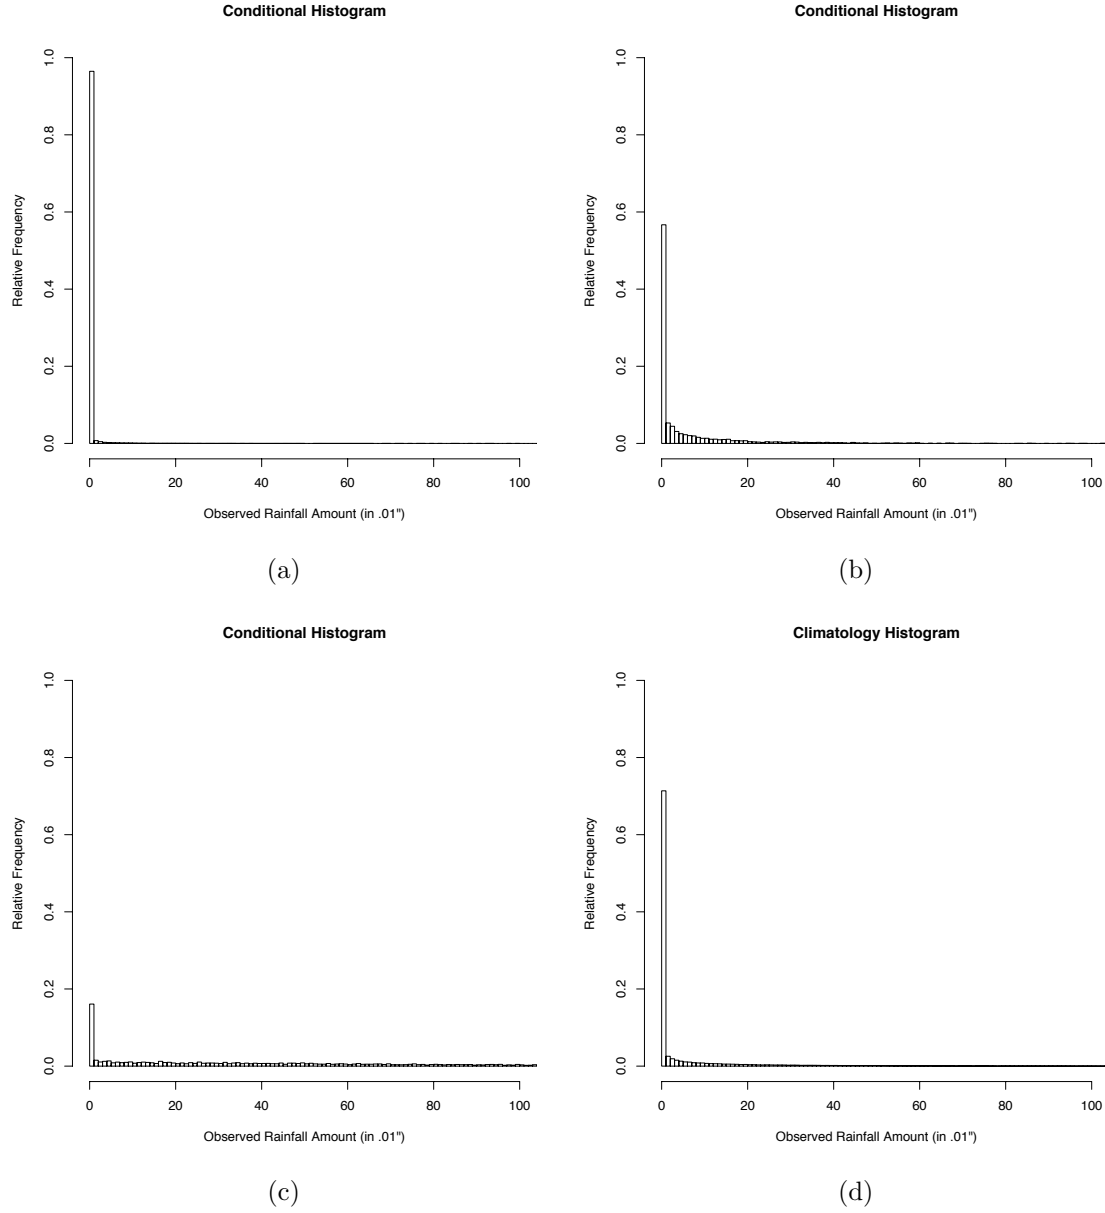 Conditional Histogram
Relative Frequency
0.0 0.2 0.4 0.6 0.8 1.0
0 20 40 60 80 100
Observed Rainfall Amount (in .01")
(a)
Conditional Histogram
Relative Frequency
0.0 0.2 0.4 0.6 0.8 1.0
0 20 40 60 80 100
Observed Rainfall Amount (in .01")
(b)
Conditional Histogram
Relative Frequency
0.0 0.2 0.4 0.6 0.8 1.0
0 20 40 60 80 100
Observed Rainfall Amount (in .01")
(c)
Climatology Histogram
Relative Frequency
0.0 0.2 0.4 0.6 0.8 1.0
0 20 40 60 80 100
Observed Rainfall Amount (in .01")
(d)